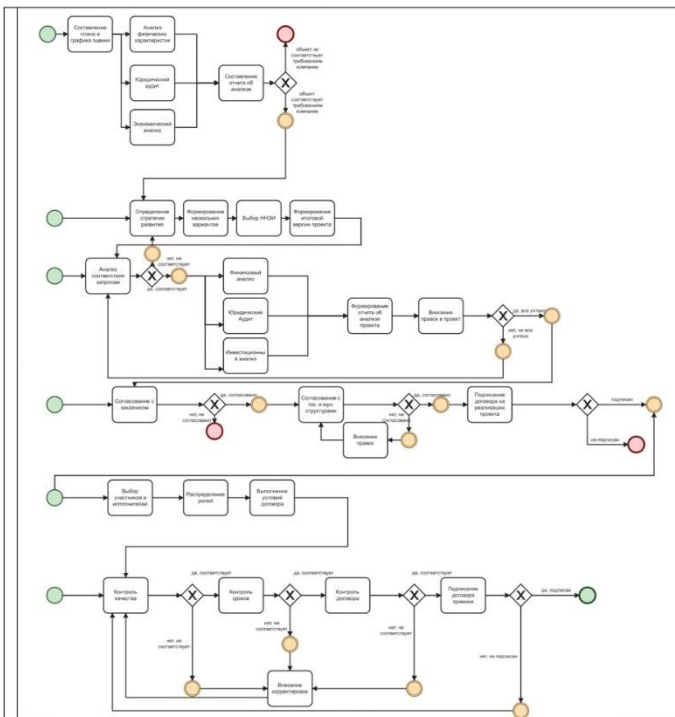 Составление
плана и
графика оценки
Анализ
физических
характеристик
Юридический
аудит
Экономический
анализ
Составление
отчета об
анализе
объект не
соответствует
требованиям
компании
объект
соответствует
требованиям
компании
Определение
стратегии
развития
Формирование
нескольких
вариантов
Выбор ННЭИ
Формирование
итоговой
версии проекта
Анализ
соответствия
запросам
нет, не
соответствует
да, соответствует
Финансовый
анализ
Юридический
Аудит
Инвестиционны
й анализ
Формирование
отчета об
анализе
проекта
Внесение
правок в проект
да, все учтено
нет, не все
учтено
Согласование с
заказчиком
да, согласовано
нет, не
согласовано
Согласование с
гос. и мун.
структурами
да, согласовано
нет, не
согласовано
Внесение
правок
Подписание
договора на
реализацию
проекта
подписан
не подписан
Выбор
участников и
исполнителей
Распределение
ролей
Выполнение
условий
договора
Контроль
качества
да, соответствует
нет, не
соответствует
Контроль
сроков
да, соответствует
нет, не
соответствует
Контроль
договора
да, соответствует
нет, не
соответствует
Подписание
договора
приемки
да, подписан
нет, не подписан
Внесение
корректировок